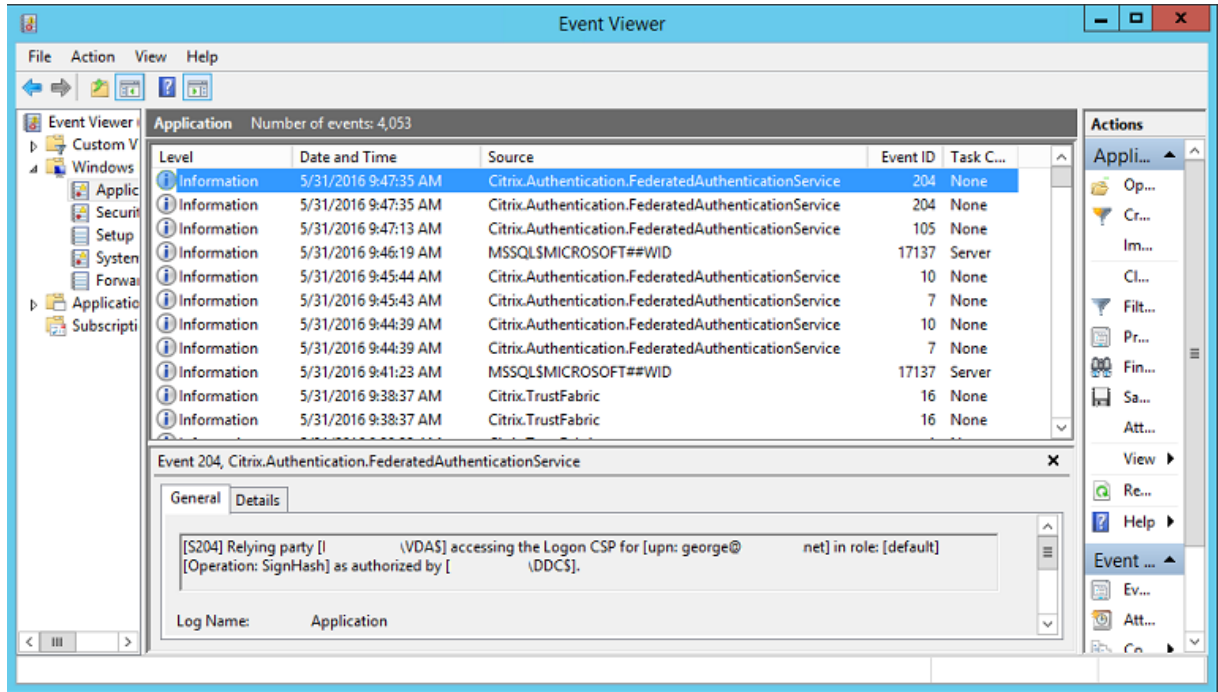 Event Viewer
File Action View Help
Event Viewer
Custom V
Windows
Applic
Securit
Setup
System
Forwar
Applicatio
Subscripti
Application Number of events: 4,053
Level Date and Time Source Event ID Task C...
Information 5/31/2016 9:47:35 AM Citrix.Authentication.FederatedAuthenticationService 204 None
Information 5/31/2016 9:47:35 AM Citrix.Authentication.FederatedAuthenticationService 204 None
Information 5/31/2016 9:47:13 AM Citrix.Authentication.FederatedAuthenticationService 105 None
Information 5/31/2016 9:46:19 AM MSSQL$MICROSOFT##WID 17137 Server
Information 5/31/2016 9:45:44 AM Citrix.Authentication.FederatedAuthenticationService 10 None
Information 5/31/2016 9:45:43 AM Citrix.Authentication.FederatedAuthenticationService 7 None
Information 5/31/2016 9:44:39 AM Citrix.Authentication.FederatedAuthenticationService 10 None
Information 5/31/2016 9:44:39 AM Citrix.Authentication.FederatedAuthenticationService 7 None
Information 5/31/2016 9:41:23 AM MSSQL$MICROSOFT##WID 17137 Server
Information 5/31/2016 9:38:37 AM Citrix.TrustFabric 16 None
Information 5/31/2016 9:38:37 AM Citrix.TrustFabric 16 None
Event 204, Citrix.Authentication.FederatedAuthenticationService
General Details
[S204] Relying party [ \VDA$] accessing the Logon CSP for [upn: george@ net] in role: [default]
[Operation: SignHash] as authorized by [ \DDC$].
Log Name: Application
Actions
Appli...
Op...
Cr...
Im...
Cl...
Filt...
Pr...
Fin...
Sa...
Att...
View
Re...
Help
Event ...
Ev...
Att...
Co...